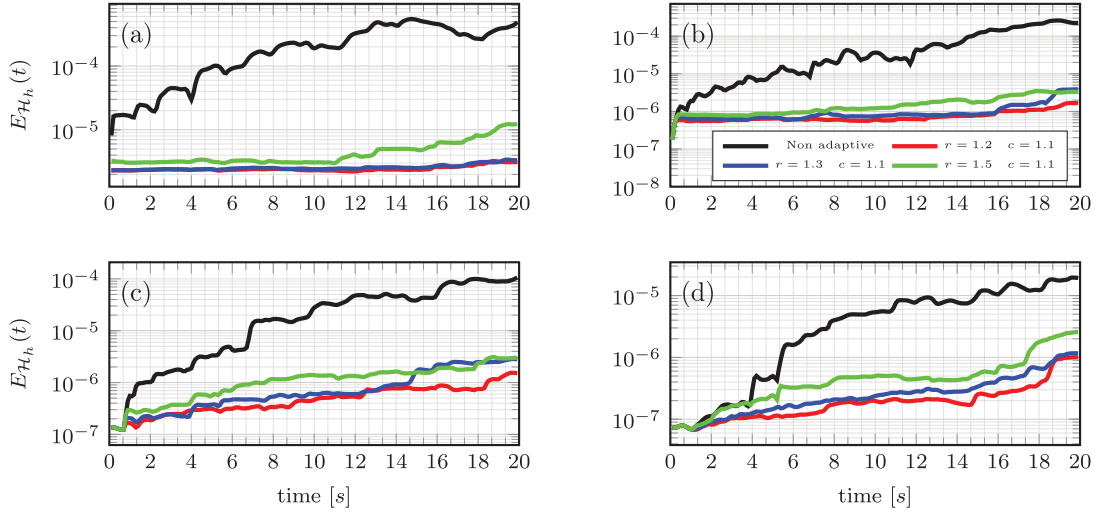 (a)
E_{\mathcal{H}_h}(t)
10^{-4}
10^{-5}
0 2 4 6 8 10 12 14 16 18 20
(b)
10^{-4}
10^{-5}
10^{-6}
10^{-7}
10^{-8}
Non adaptive
r = 1.2 c = 1.1
r = 1.3 c = 1.1
r = 1.5 c = 1.1
0 2 4 6 8 10 12 14 16 18 20
(c)
E_{\mathcal{H}_h}(t)
10^{-4}
10^{-5}
10^{-6}
10^{-7}
0 2 4 6 8 10 12 14 16 18 20
time [s]
(d)
10^{-5}
10^{-6}
10^{-7}
0 2 4 6 8 10 12 14 16 18 20
time [s]